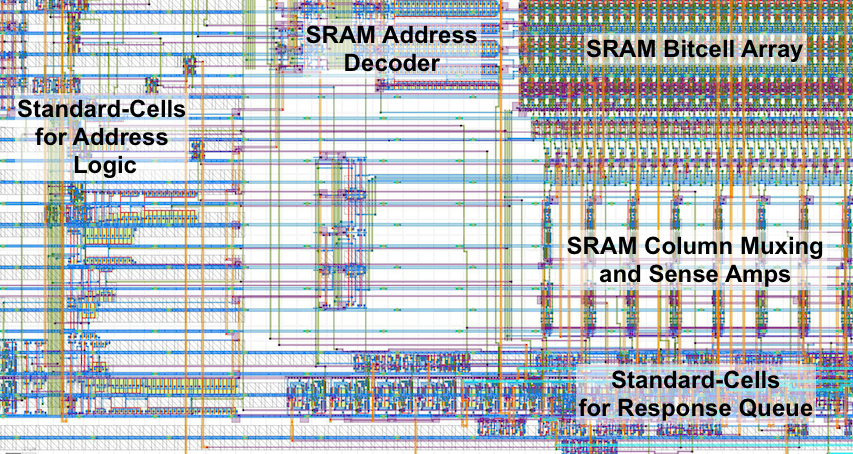 SRAM Address
Decoder
SRAM Bitcell Array
Standard-Cells
for Address
Logic
SRAM Column Muxing
and Sense Amps
Standard-Cells
for Response Queue